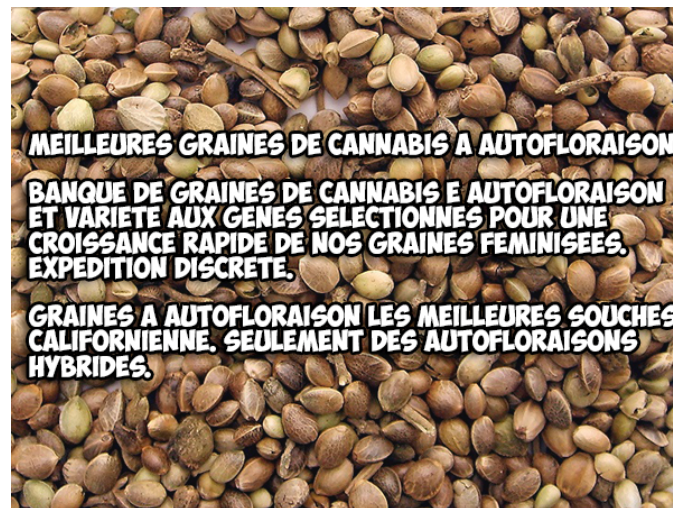 MEILLEURES GRAINES DE CANNABIS A AUTOFLORAISON
BANQUE DE GRAINES DE CANNABIS E AUTOFLORAISON
ET VARIETE AUX GENES SELECTIONNES POUR UNE
CROISSANCE RAPIDE DE NOS GRAINES FEMINISEES.
EXPEDITION DISCRETE.
GRAINES A AUTOFLORAISON LES MEILLEURES SOUCHES
CALIFORNIENNE. SEULEMENT DES AUTOFLORAISONS
HYBRIDES.